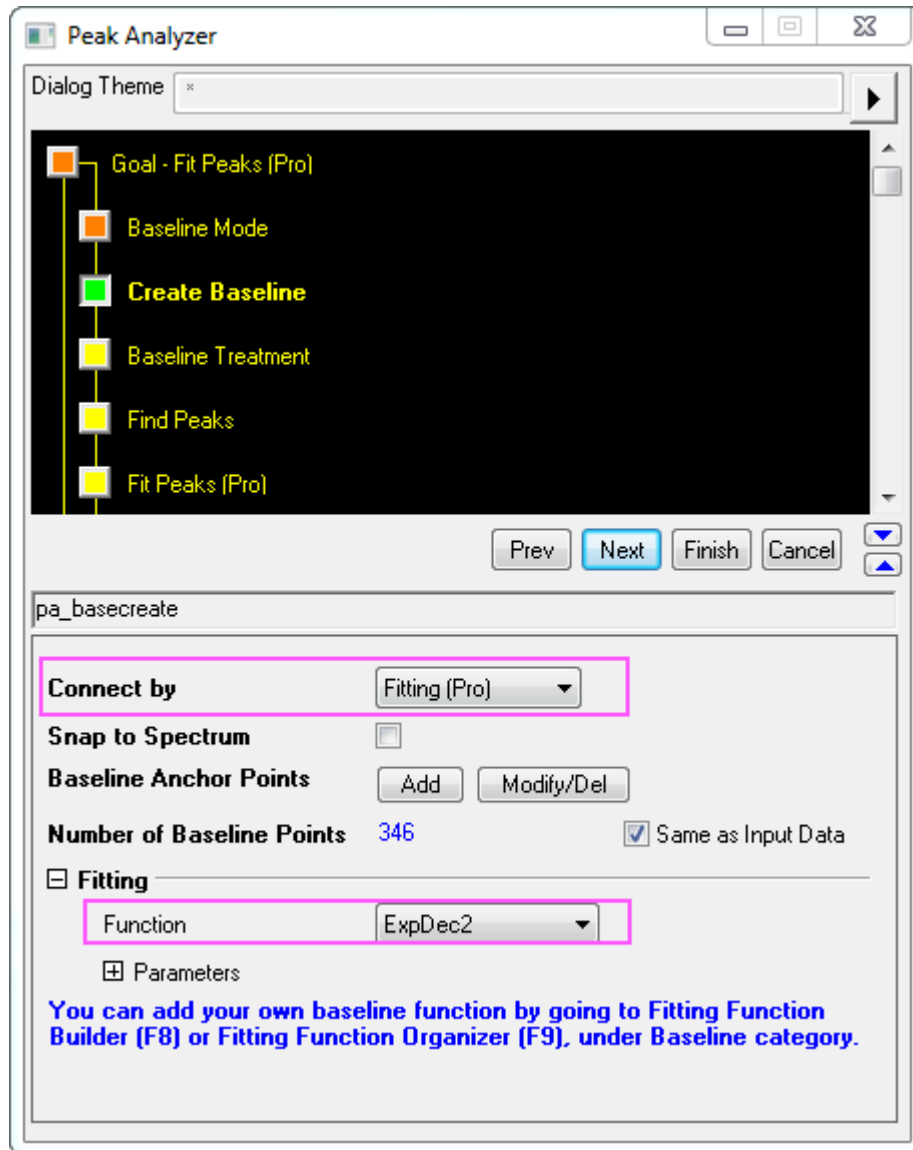 Peak Analyzer
Dialog Theme *
Goal - Fit Peaks (Pro)
Baseline Mode
Create Baseline
Baseline Treatment
Find Peaks
Fit Peaks (Pro)
Prev Next Finish Cancel
pa_basecreate
Connect by Fitting (Pro)
Snap to Spectrum
Baseline Anchor Points Add Modify/Del
Number of Baseline Points 346 Same as Input Data
Fitting
Function ExpDec2
Parameters
You can add your own baseline function by going to Fitting Function
Builder (F8) or Fitting Function Organizer (F9), under Baseline category.